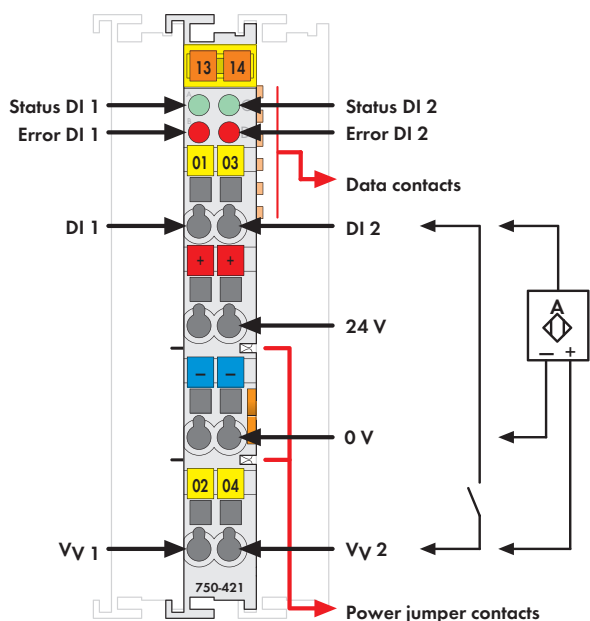 13 14
A C
Status DI 1 Status DI 2
Error DI 1 Error DI 2
B D
01 03
Data contacts
DI 1 DI 2
+ +
A
24 V
− +
− −
0 V
02 04
VV 1 VV 2
750-421
Power jumper contacts